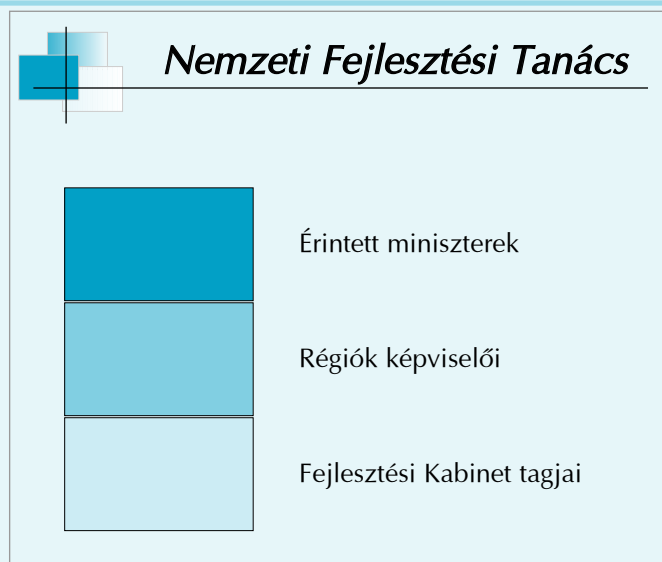 Nemzeti Fejlesztési Tanács
Érintett miniszterek
Régiók képviselői
Fejlesztési Kabinet tagjai